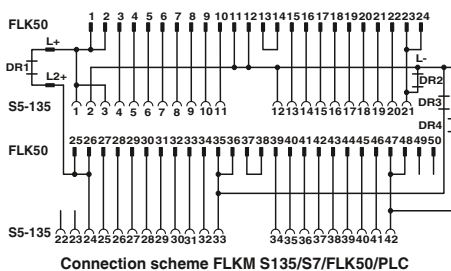 1 2 3 4 5 6 7 8 9 10 11 12 13 14 15 16 17 18 19 20 21 22 23 24
FLK50
L+
DR1
L2+
L-
DR2
DR3
DR4
S5-135
1 2 3 4 5 6 7 8 9 10 11 12 13 14 15 16 17 18 19 20 21
FLK50
25 26 27 28 29 30 31 32 33 34 35 36 37 38 39 40 41 42 43 44 45 46 47 48 49 50
S5-135
22 23 24 25 26 27 28 29 30 31 32 33 34 35 36 37 38 39 40 41 42
Connection scheme FLKM S135/S7/FLK50/PLC